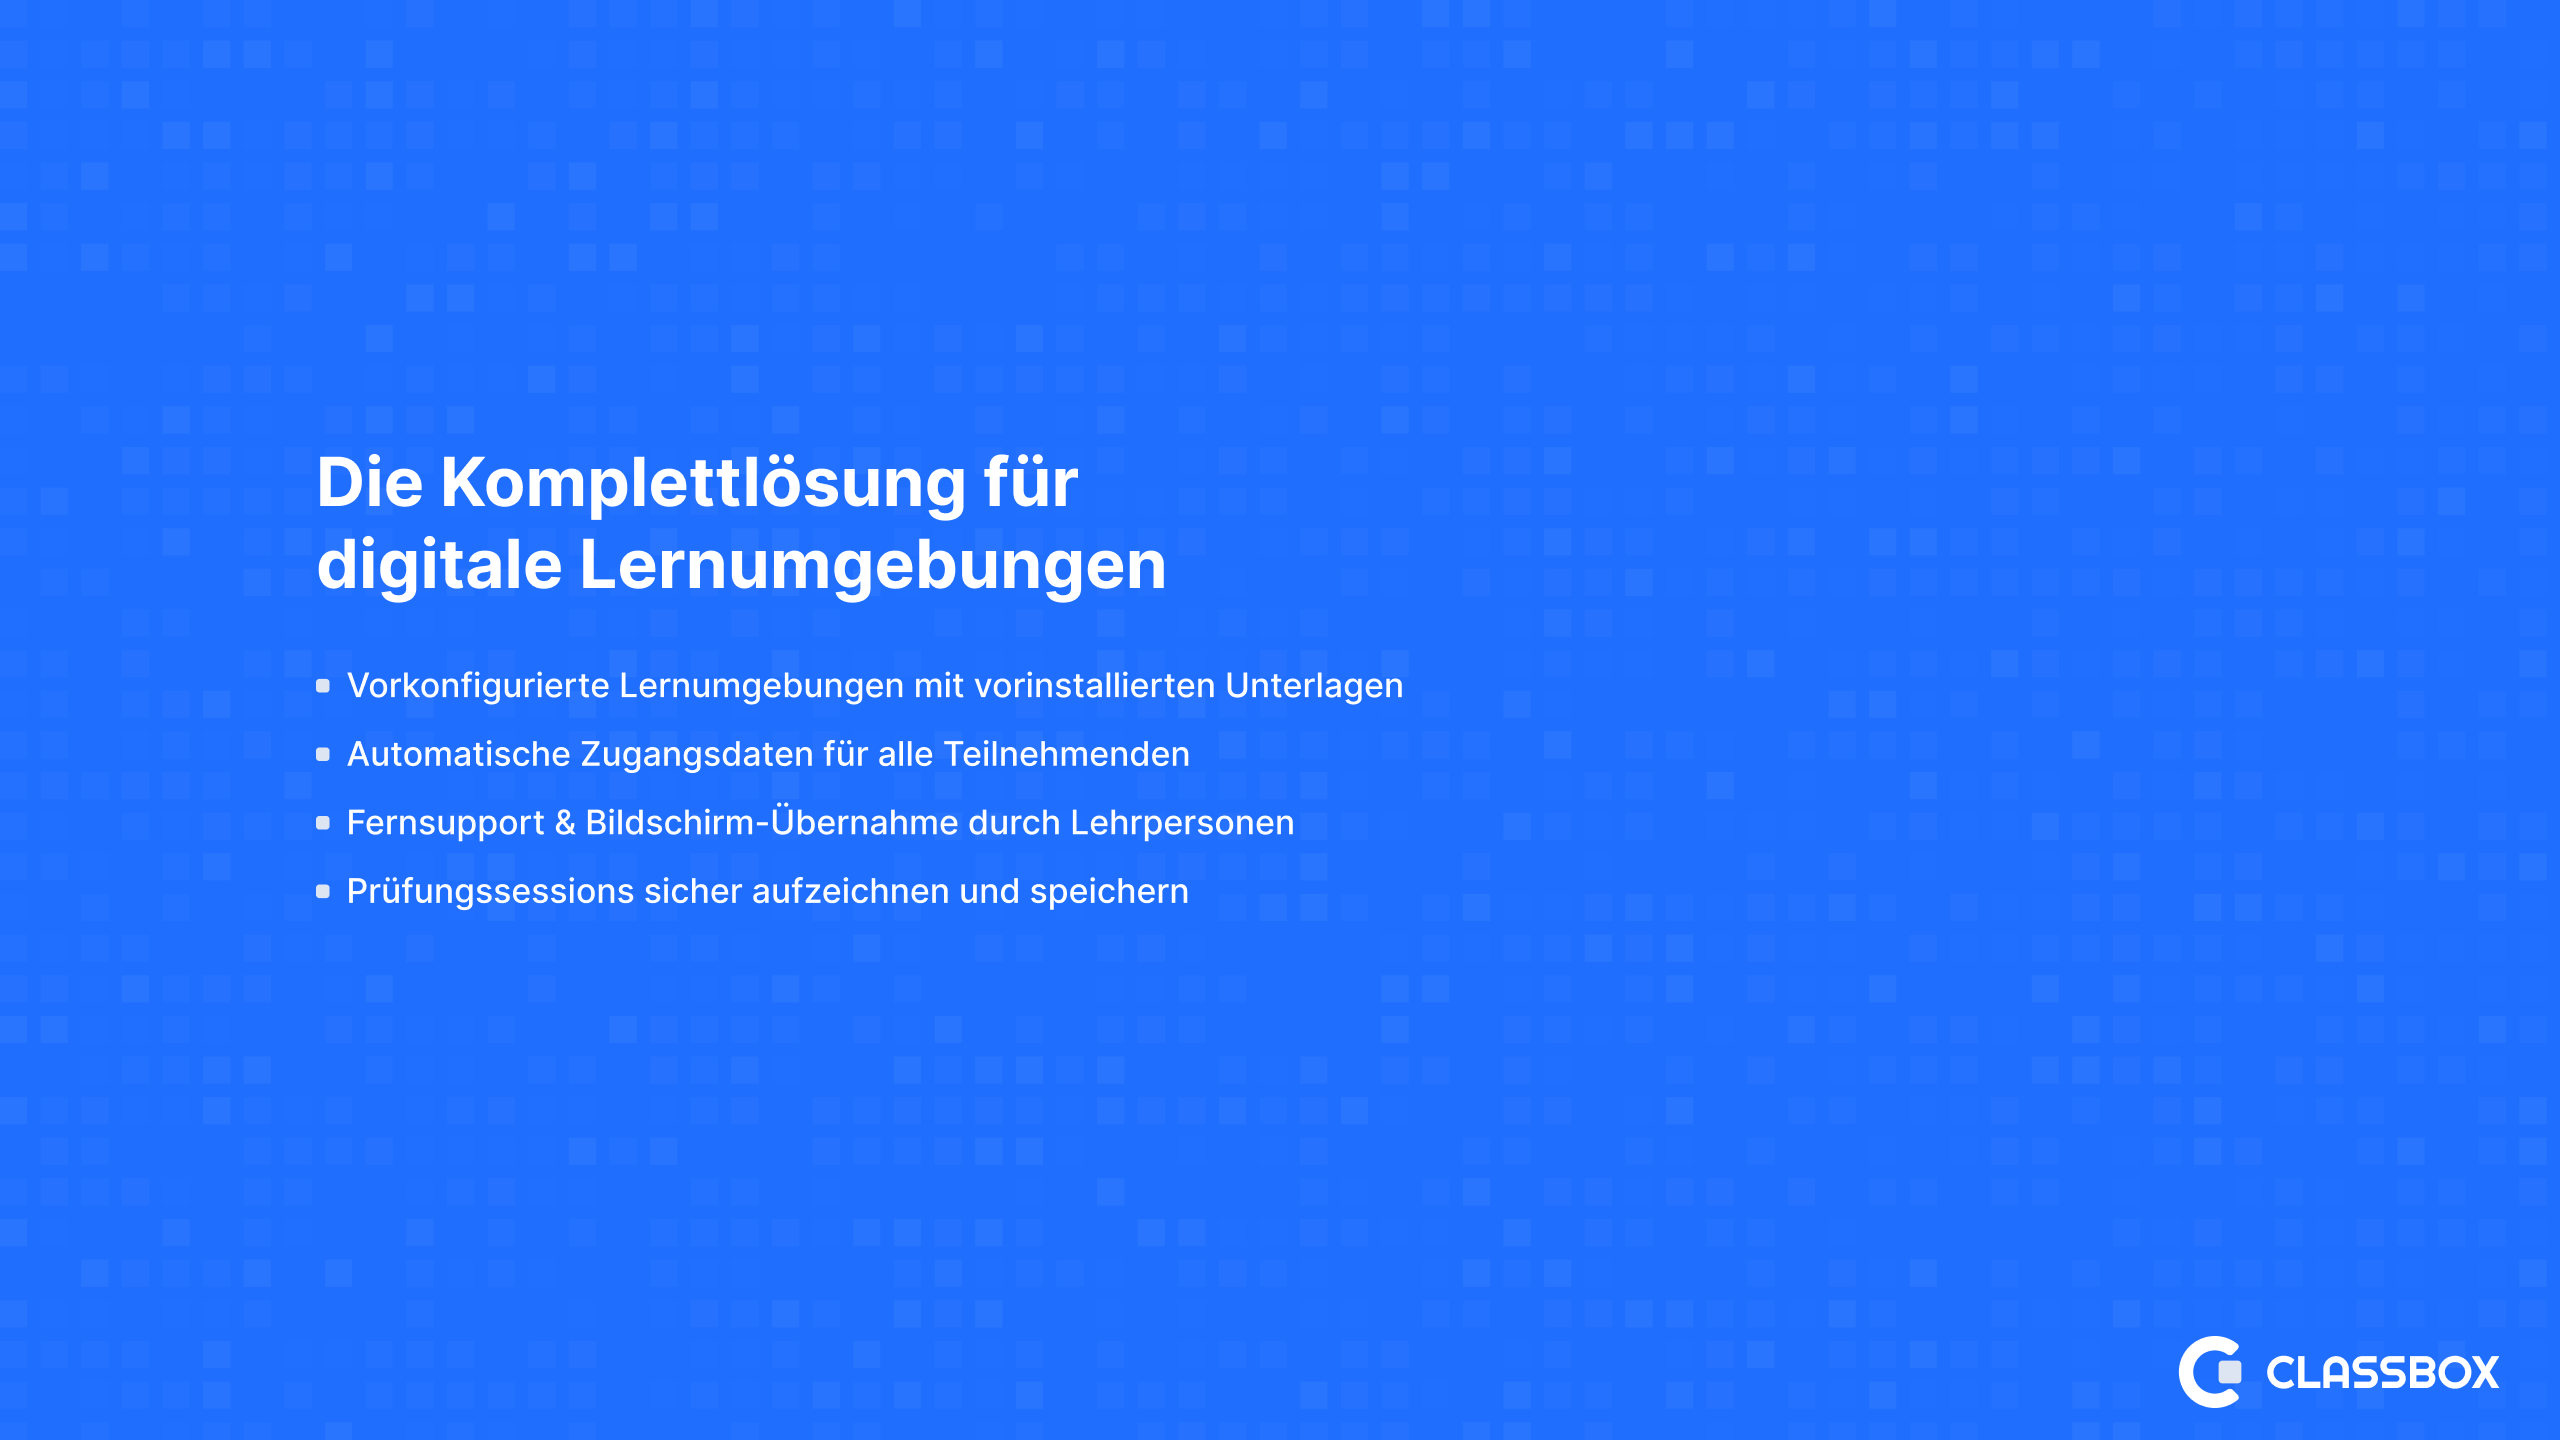 Die Komplettlösung für
digitale Lernumgebungen
Vorkonfigurierte Lernumgebungen mit vorinstallierten Unterlagen
Automatische Zugangsdaten für alle Teilnehmenden
Fernsupport & Bildschirm-Übernahme durch Lehrpersonen
Prüfungssessions sicher aufzeichnen und speichern
CLASSBOX